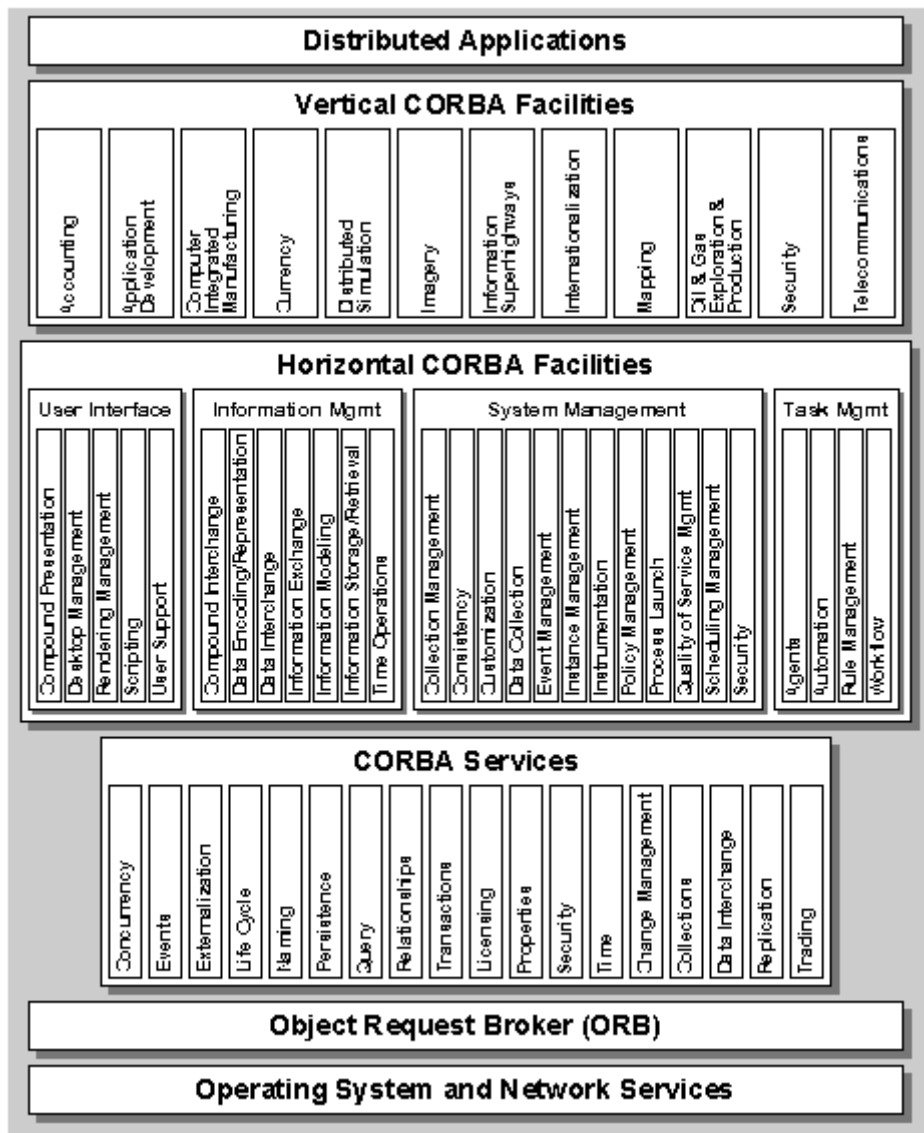 Distributed Applications
Vertical CORBA Facilities
Accounting
Application
Development
Computer
Integrated
Manufacturing
Currency
Distributed
Simulation
Imagery
Information
Superhighways
Internationalization
Mapping
Oil & Gas
Exploration &
Production
Security
Telecommunications
Horizontal CORBA Facilities
User Interface
Compound Presentation
Desktop Management
Rendering Management
Scripting
User Support
Information Mgmt
Compound Interchange
Data Encoding/Representation
Data Interchange
Information Exchange
Information Modeling
Information Storage/Retrieval
Time Operations
System Management
Collection Management
Consistency
Customization
Data Collection
Event Management
Instance Management
Instrumentation
Policy Management
Process Launch
Quality of Service Mgmt
Scheduling Management
Security
Task Mgmt
Agents
Automation
Rule Management
Workflow
CORBA Services
Concurrency
Events
Externalization
Life Cycle
Naming
Persistence
Query
Relationships
Transactions
Licensing
Properties
Security
Time
Change Management
Collections
Data Interchange
Replication
Trading
Object Request Broker (ORB)
Operating System and Network Services